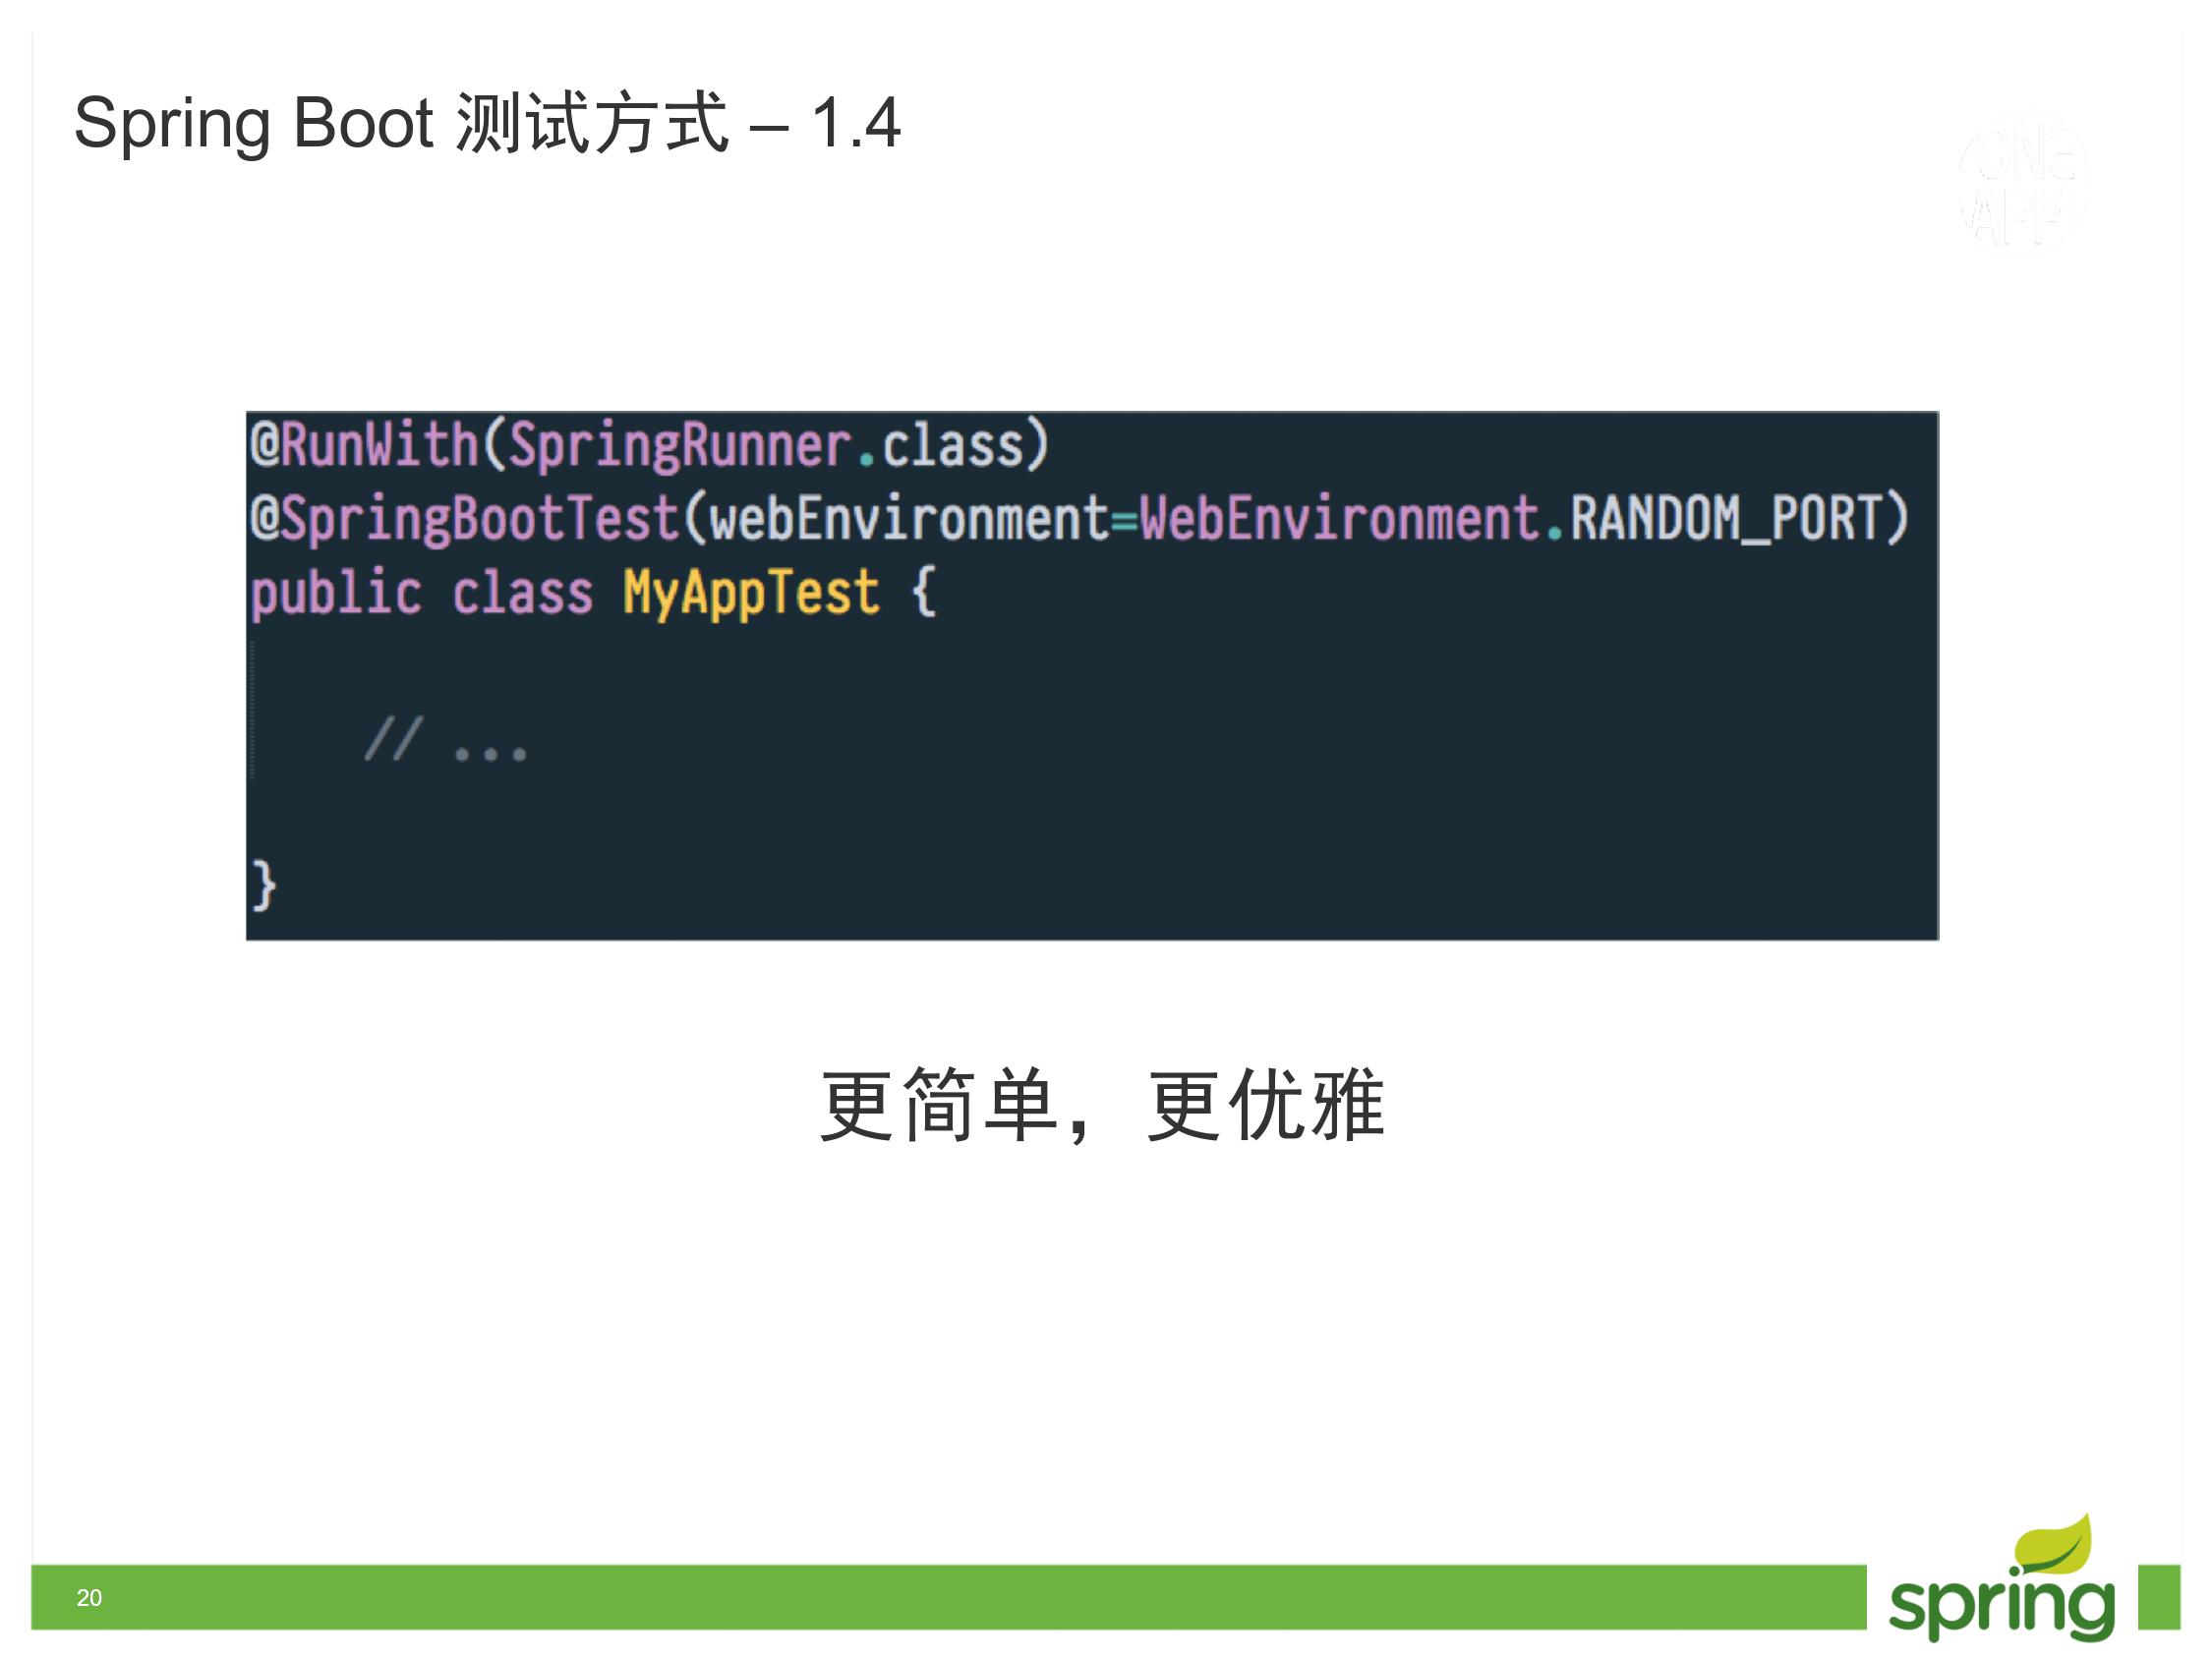 Spring Boot 测试方式 – 1.4
ONE
APM
@RunWith(SpringRunner.class)
@SpringBootTest(webEnvironment=WebEnvironment.RANDOM_PORT)
public class MyAppTest {
// ...
}
更简单，更优雅
20
spring